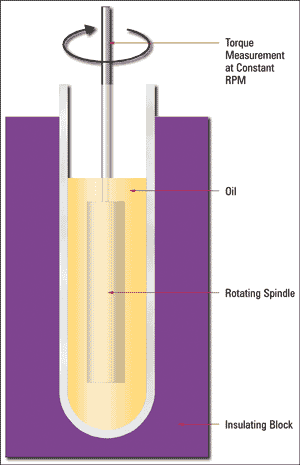 Torque
Measurement
at Constant
RPM
Oil
Rotating Spindle
Insulating Block